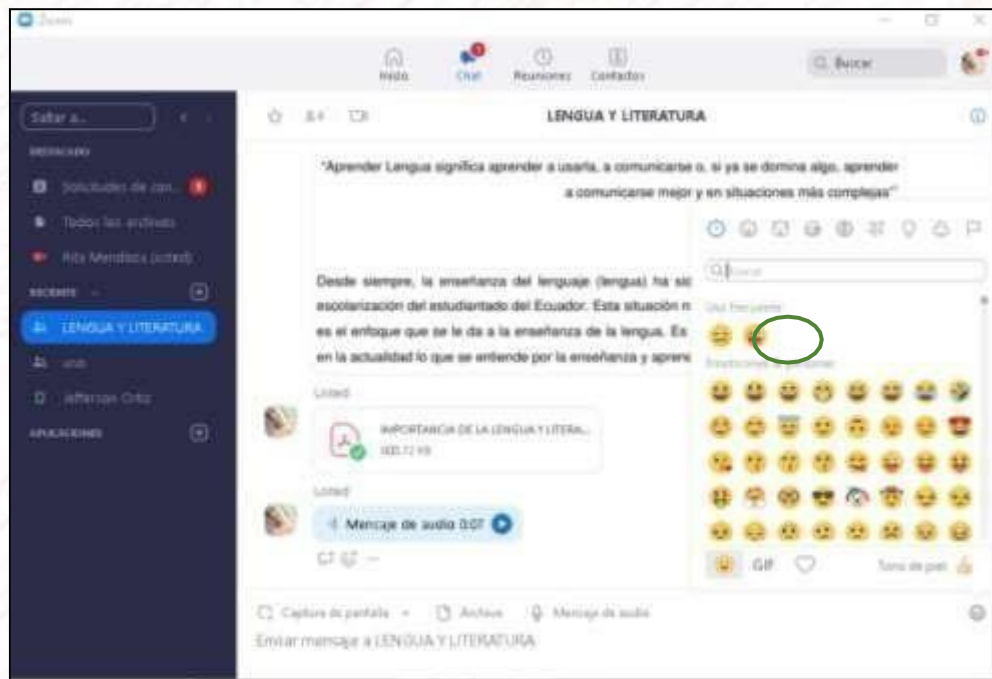 Zoom
Inicio
Chat
Reuniones
Contactos
Buscar
Saltar a...
LENGUA Y LITERATURA
DESTACADO
Solicitudes de con...
Todos los archivos
Rita Mendoza (usted)
RECIENTE
LENGUA Y LITERATURA
Jefferson Ortiz
APLICACIONES
"Aprender Lengua significa aprender a usarla, a comunicarse o, si ya se domina algo, aprender
a comunicarse mejor y en situaciones más complejas"
Desde siempre, la enseñanza del lenguaje (lengua) ha sid
escolarización del estudiantado del Ecuador. Esta situación n
es el enfoque que se le da a la enseñanza de la lengua. Es
en la actualidad lo que se entiende por la enseñanza y apren
Usted
IMPORTANCIA DE LA LENGUA Y LITERA...
Usted
Mensaje de audio 0:07
Buscar
Uso frecuente
GIF
Tono de piel
Captura de pantalla
Archivo
Mensaje de audio
Enviar mensaje a LENGUA Y LITERATURA